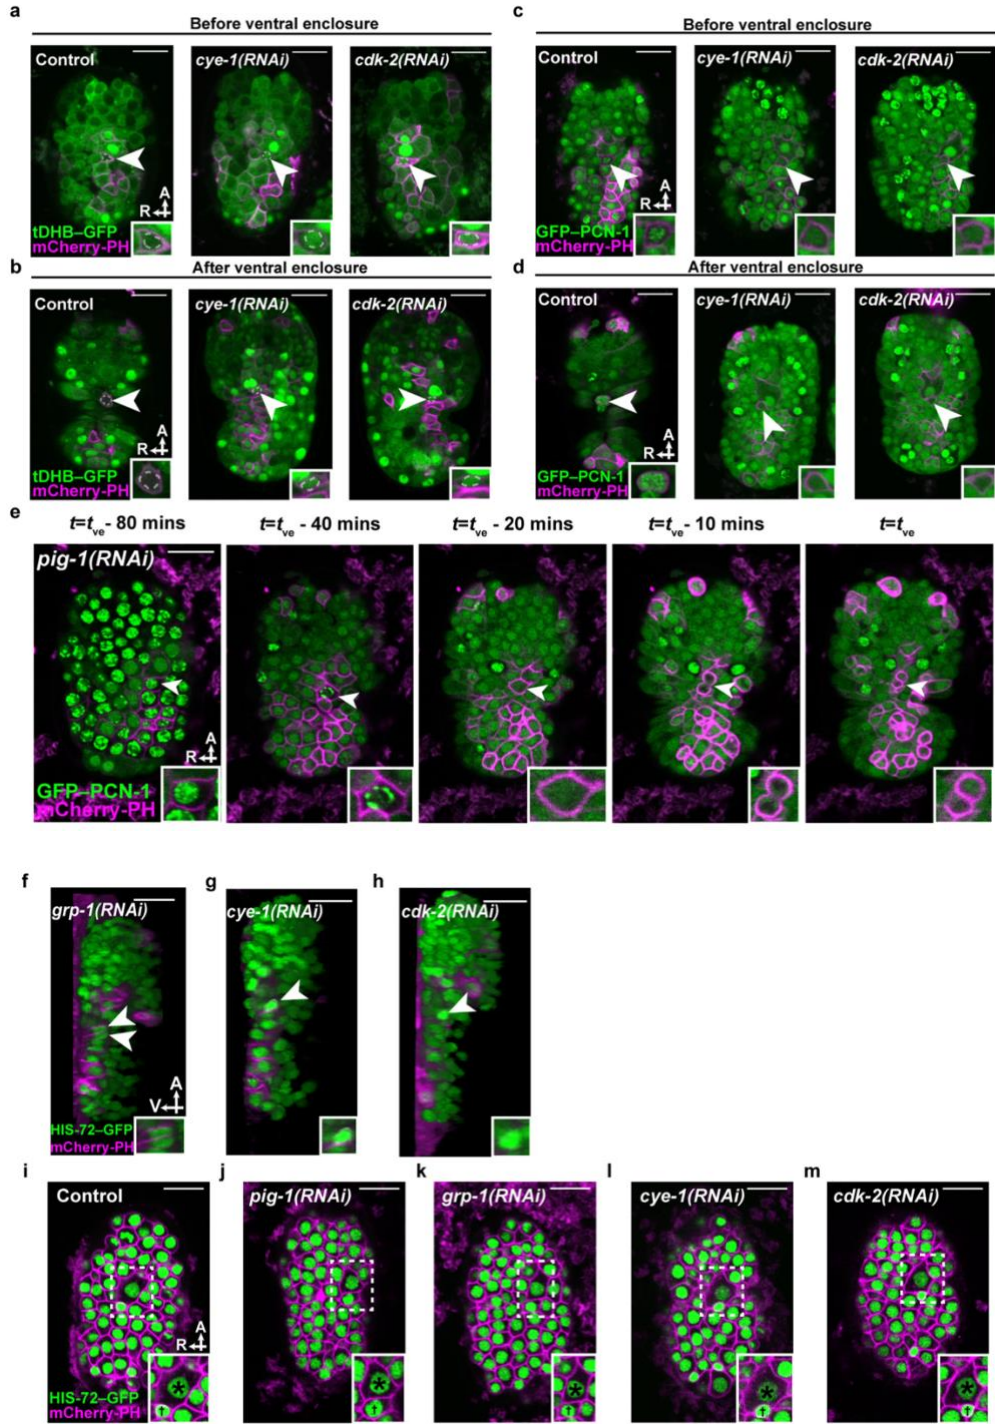 a
Before ventral enclosure
Control
cye-1(RNAi)
cdk-2(RNAi)
A
R
tDHB–GFP
mCherry-PH
c
Before ventral enclosure
Control
cye-1(RNAi)
cdk-2(RNAi)
A
R
GFP–PCN-1
mCherry-PH
b
After ventral enclosure
Control
cye-1(RNAi)
cdk-2(RNAi)
A
R
tDHB–GFP
mCherry-PH
d
After ventral enclosure
Control
cye-1(RNAi)
cdk-2(RNAi)
A
R
GFP–PCN-1
mCherry-PH
e
t=tve- 80 mins
t=tve- 40 mins
t=tve- 20 mins
t=tve- 10 mins
t=tve
pig-1(RNAi)
A
R
GFP–PCN-1
mCherry-PH
f
grp-1(RNAi)
A
V
HIS-72–GFP
mCherry-PH
g
cye-1(RNAi)
h
cdk-2(RNAi)
i
Control
A
R
HIS-72–GFP
mCherry-PH
* †
j
pig-1(RNAi)
* †
k
grp-1(RNAi)
* †
l
cye-1(RNAi)
* †
m
cdk-2(RNAi)
* †